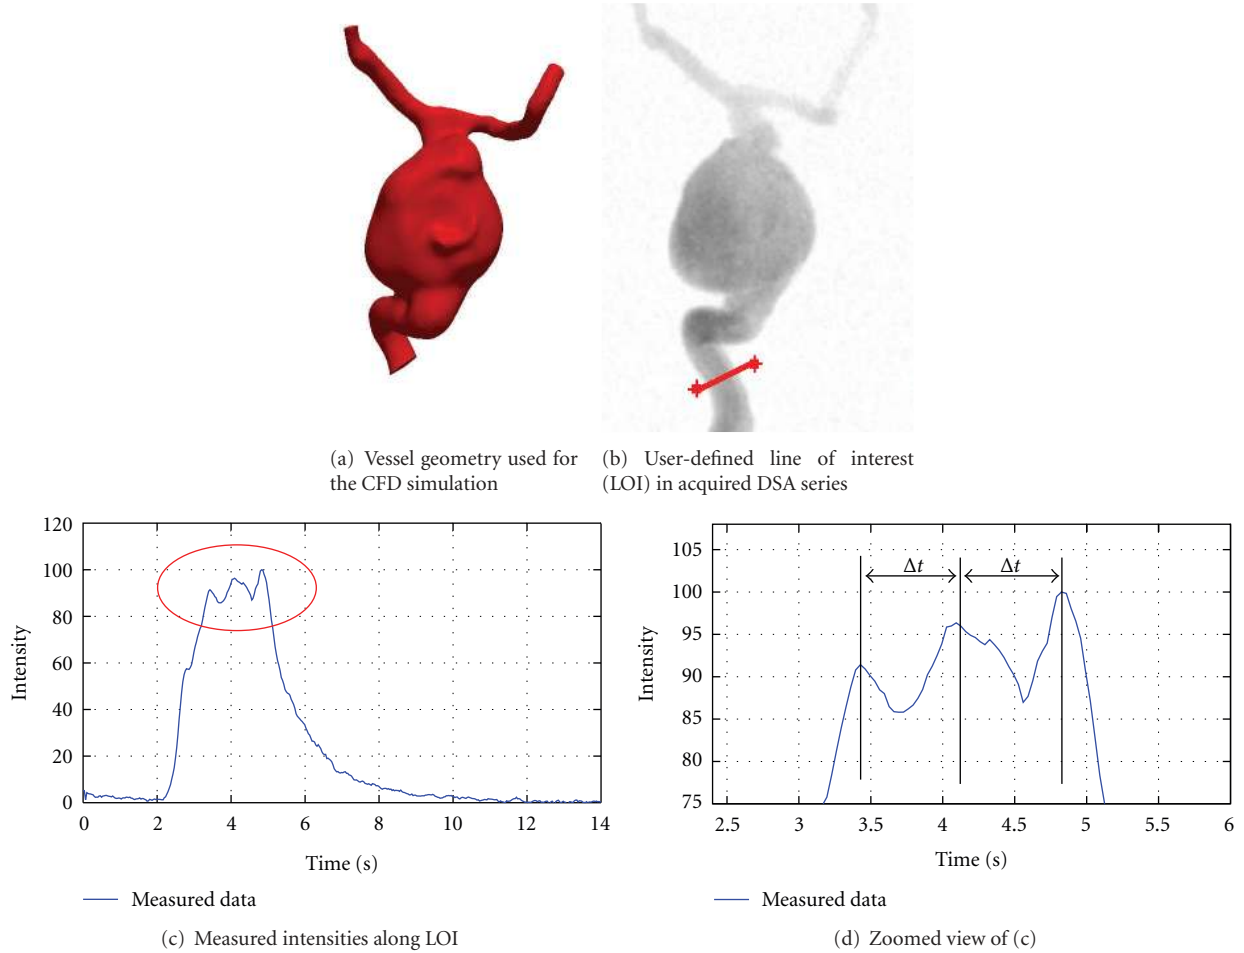 (a) Vessel geometry used for
the CFD simulation
(b) User-defined line of interest
(LOI) in acquired DSA series
120
100
80
60
40
20
0
Intensity
0 2 4 6 8 10 12 14
Time (s)
Measured data
(c) Measured intensities along LOI
105
100
95
90
85
80
75
Intensity
Δt Δt
2.5 3 3.5 4 4.5 5 5.5 6
Time (s)
Measured data
(d) Zoomed view of (c)